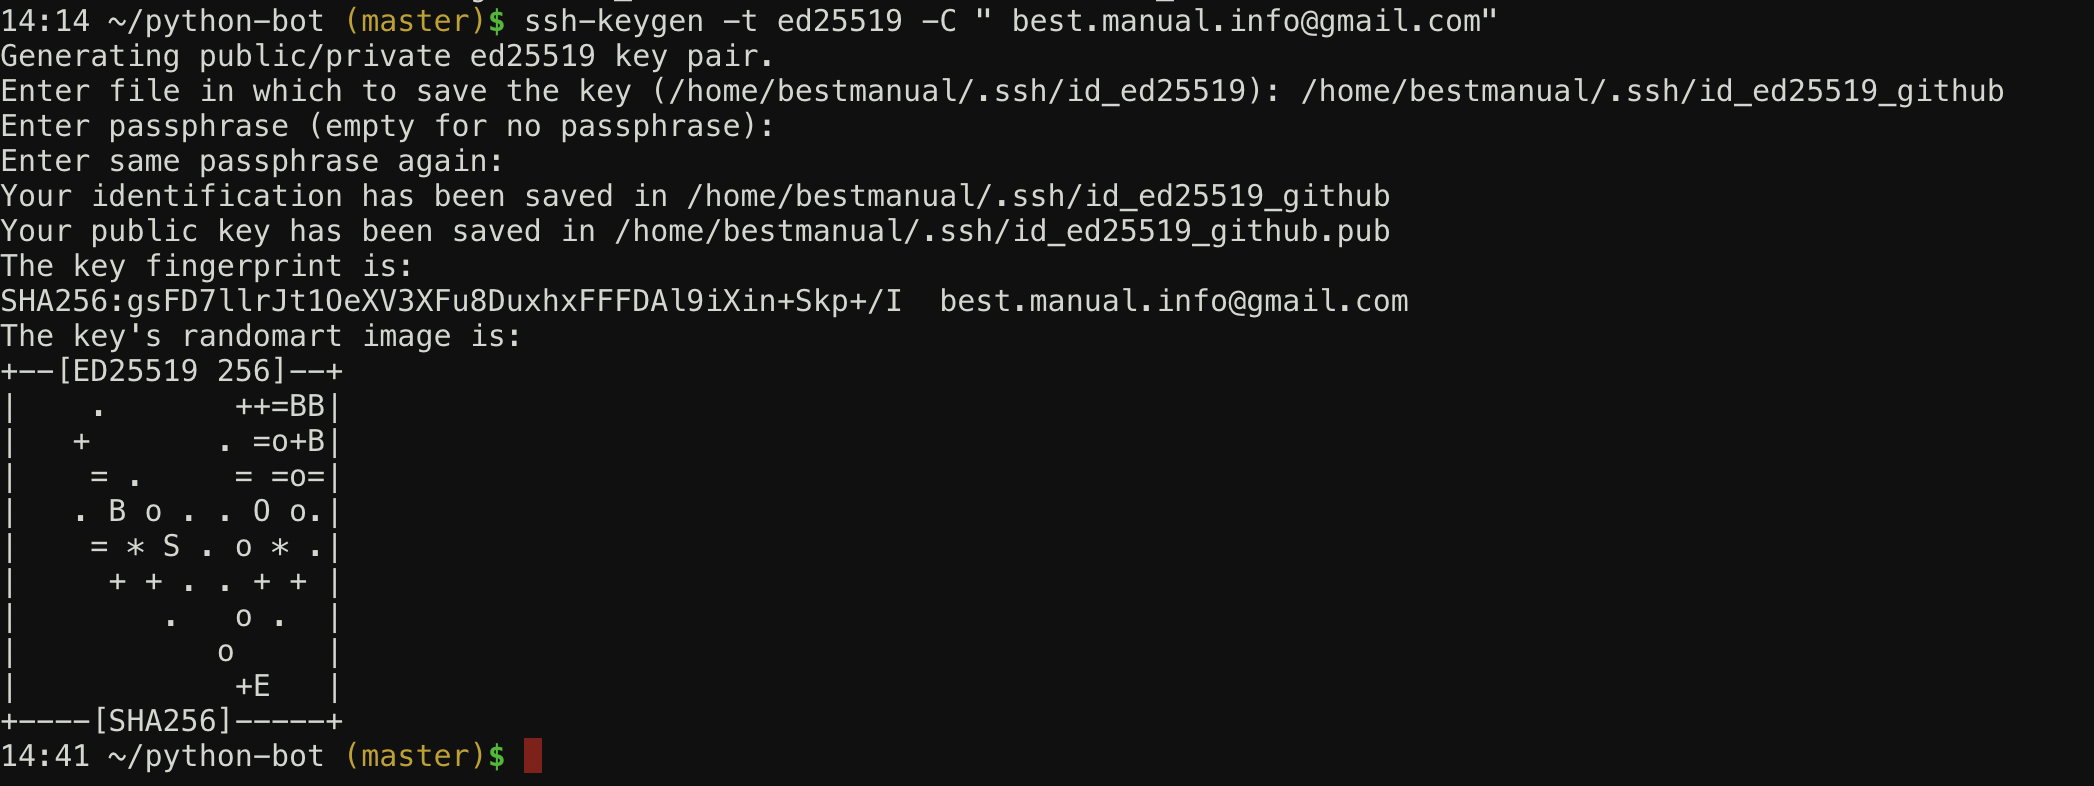 14:14 ~/python-bot (master)$ ssh-keygen -t ed25519 -C " best.manual.info@gmail.com"
Generating public/private ed25519 key pair.
Enter file in which to save the key (/home/bestmanual/.ssh/id_ed25519): /home/bestmanual/.ssh/id_ed25519_github
Enter passphrase (empty for no passphrase):
Enter same passphrase again:
Your identification has been saved in /home/bestmanual/.ssh/id_ed25519_github
Your public key has been saved in /home/bestmanual/.ssh/id_ed25519_github.pub
The key fingerprint is:
SHA256:gsFD7llrJt1OeXV3XFu8DuxhxFFFDAl9iXin+Skp+/I  best.manual.info@gmail.com
The key's randomart image is:
+--[ED25519 256]--+
|    .       ++=BB|
|   +       . =o+B|
|    = .     = =o=|
|   . B o . . O o.|
|    = * S . o * .|
|     + + . . + + |
|        .   o .  |
|           o     |
|            +E   |
+----[SHA256]-----+
14:41 ~/python-bot (master)$